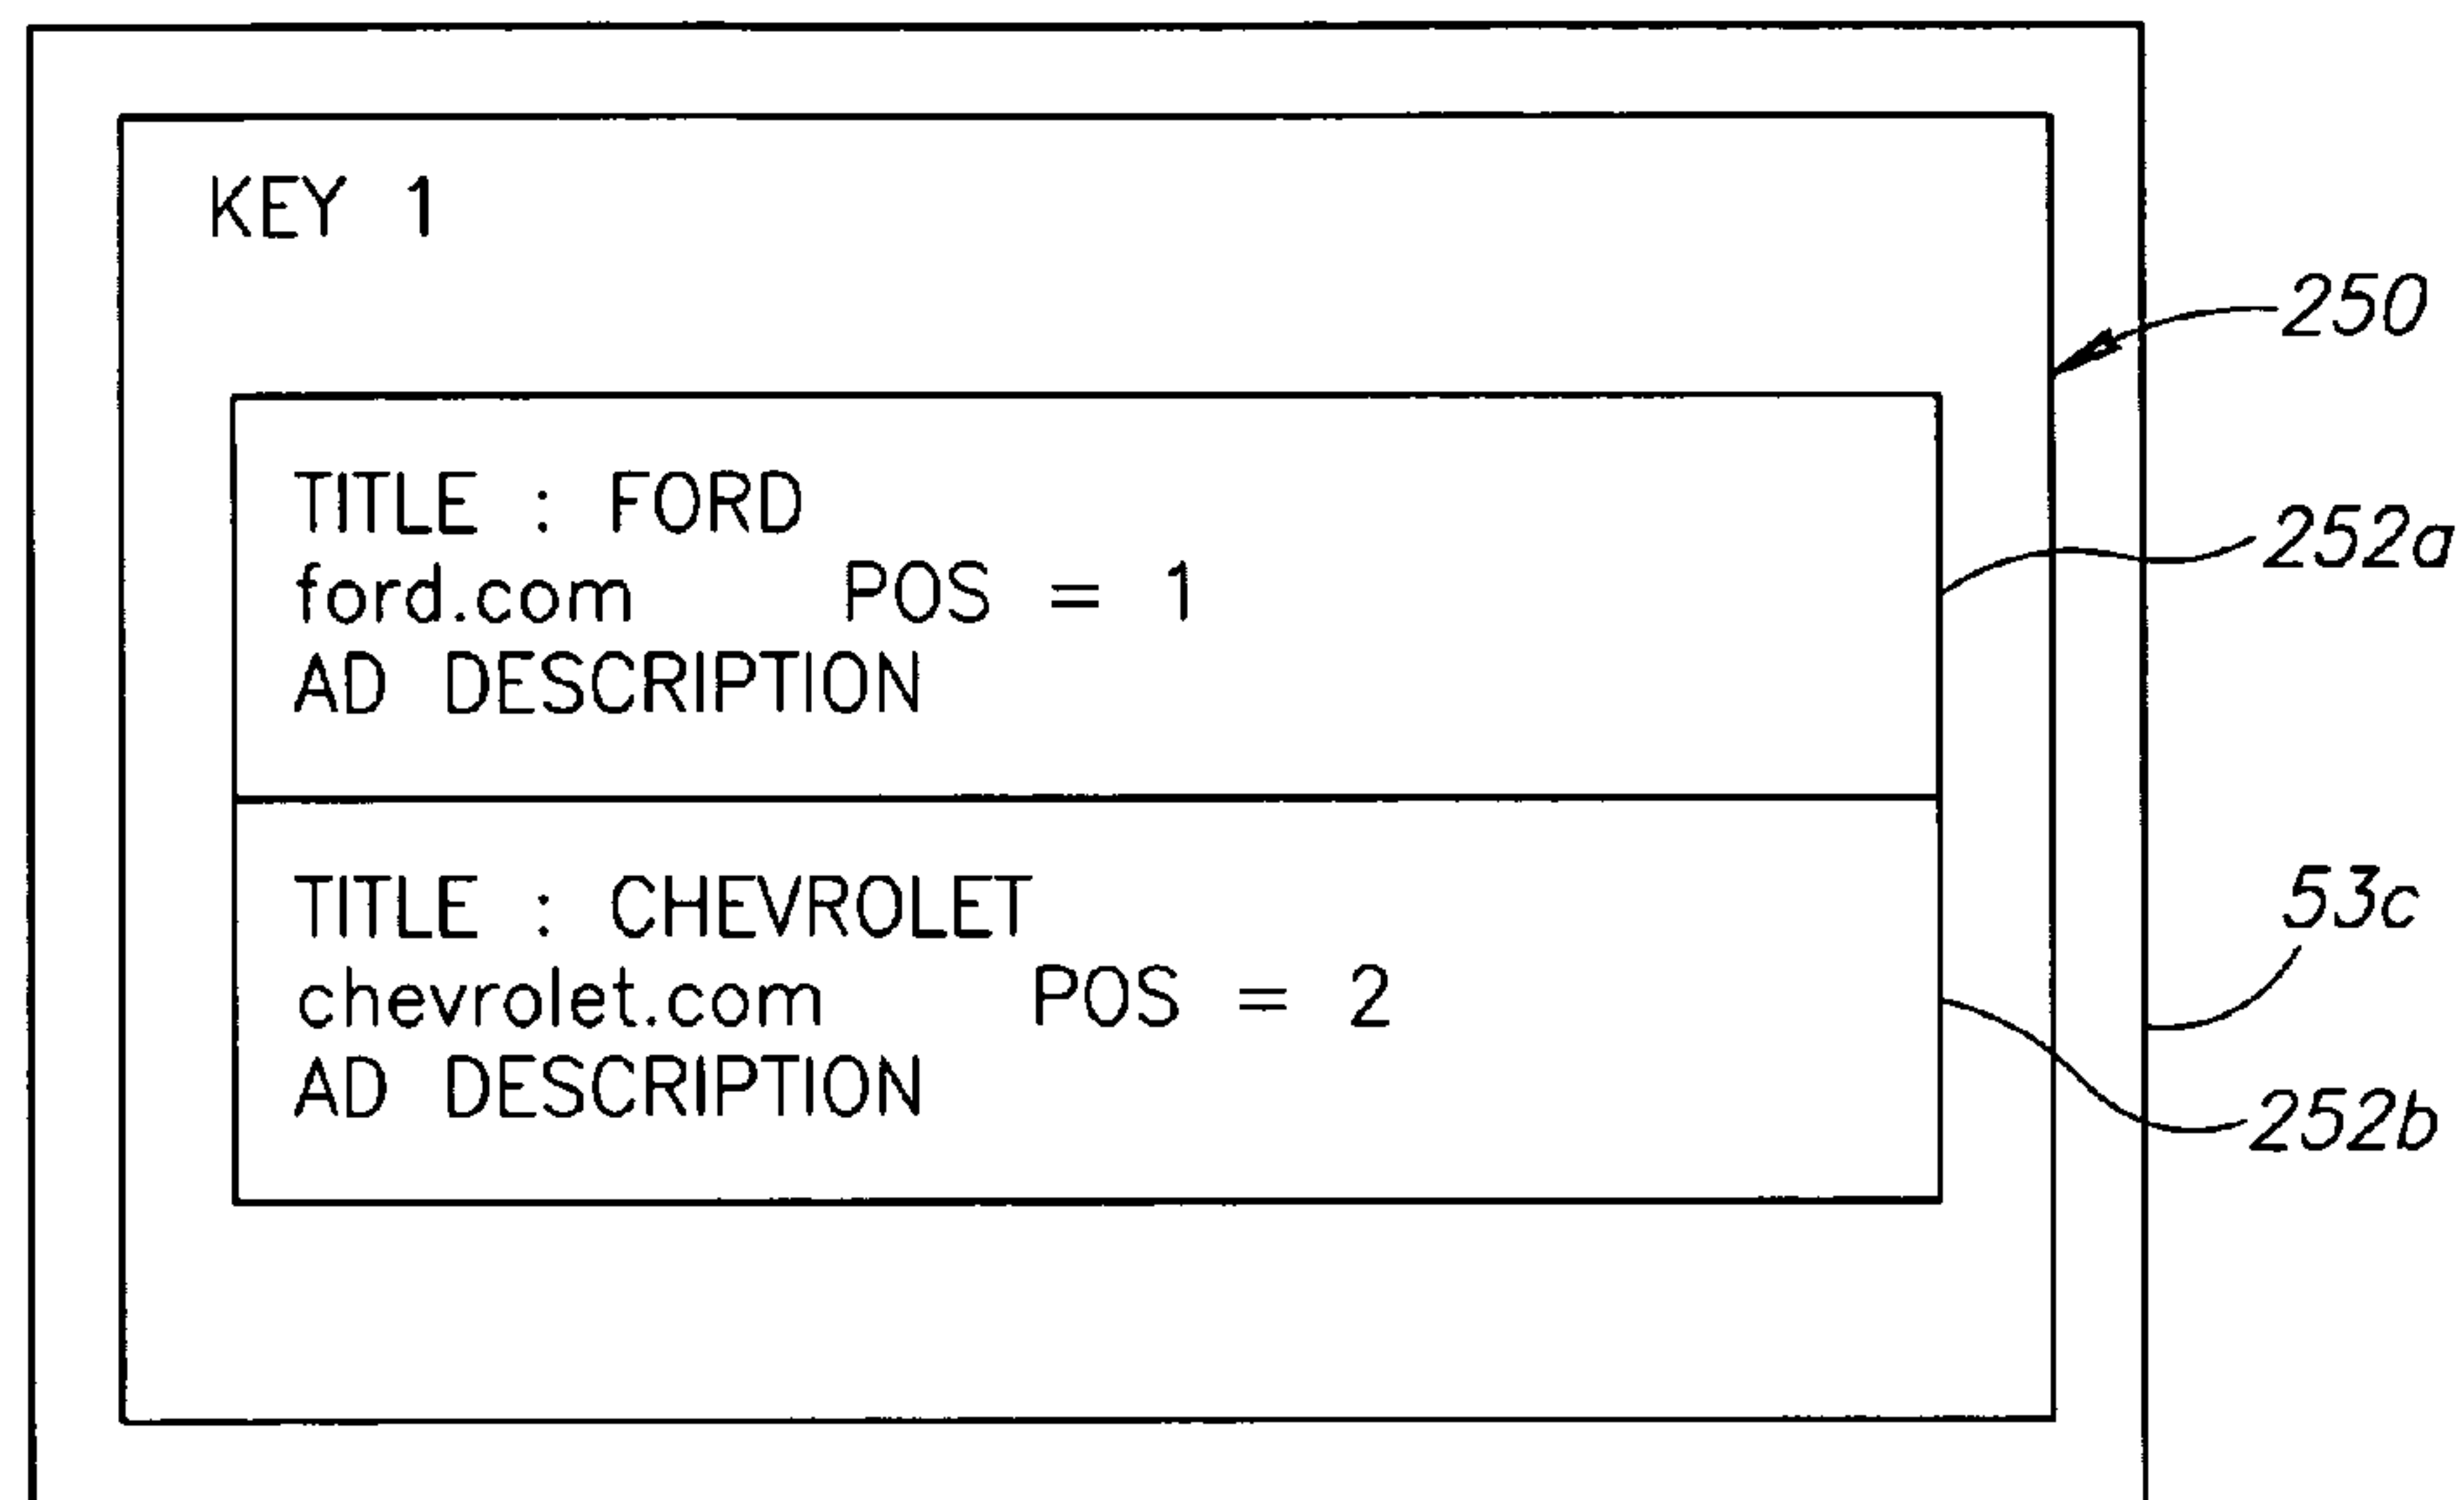 KEY 1
250
TITLE : FORD
252a
ford.com POS = 1
AD DESCRIPTION
TITLE : CHEVROLET
53c
chevrolet.com POS = 2
AD DESCRIPTION
252b